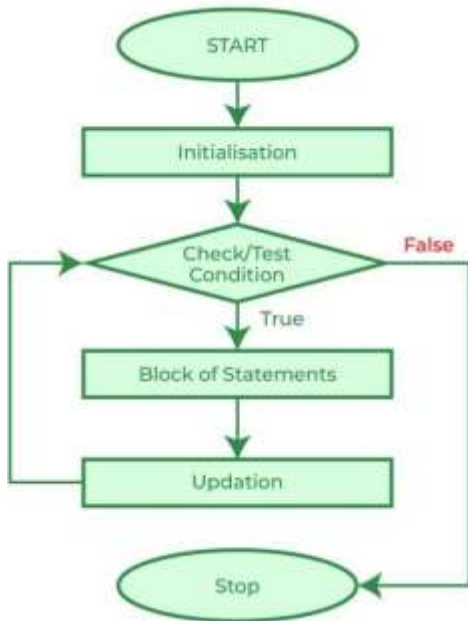 START
Initialisation
Check/Test
Condition
False
True
Block of Statements
Updation
Stop